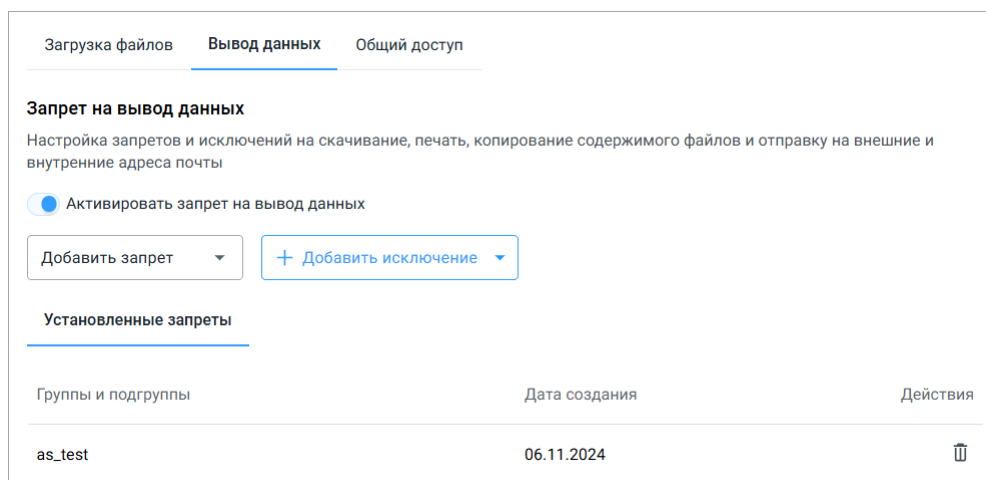 Загрузка файлов Вывод данных Общий доступ
Запрет на вывод данных
Настройка запретов и исключений на скачивание, печать, копирование содержимого файлов и отправку на внешние и
внутренние адреса почты
Активировать запрет на вывод данных
Добавить запрет + Добавить исключение
Установленные запреты
Группы и подгруппы Дата создания Действия
as_test 06.11.2024